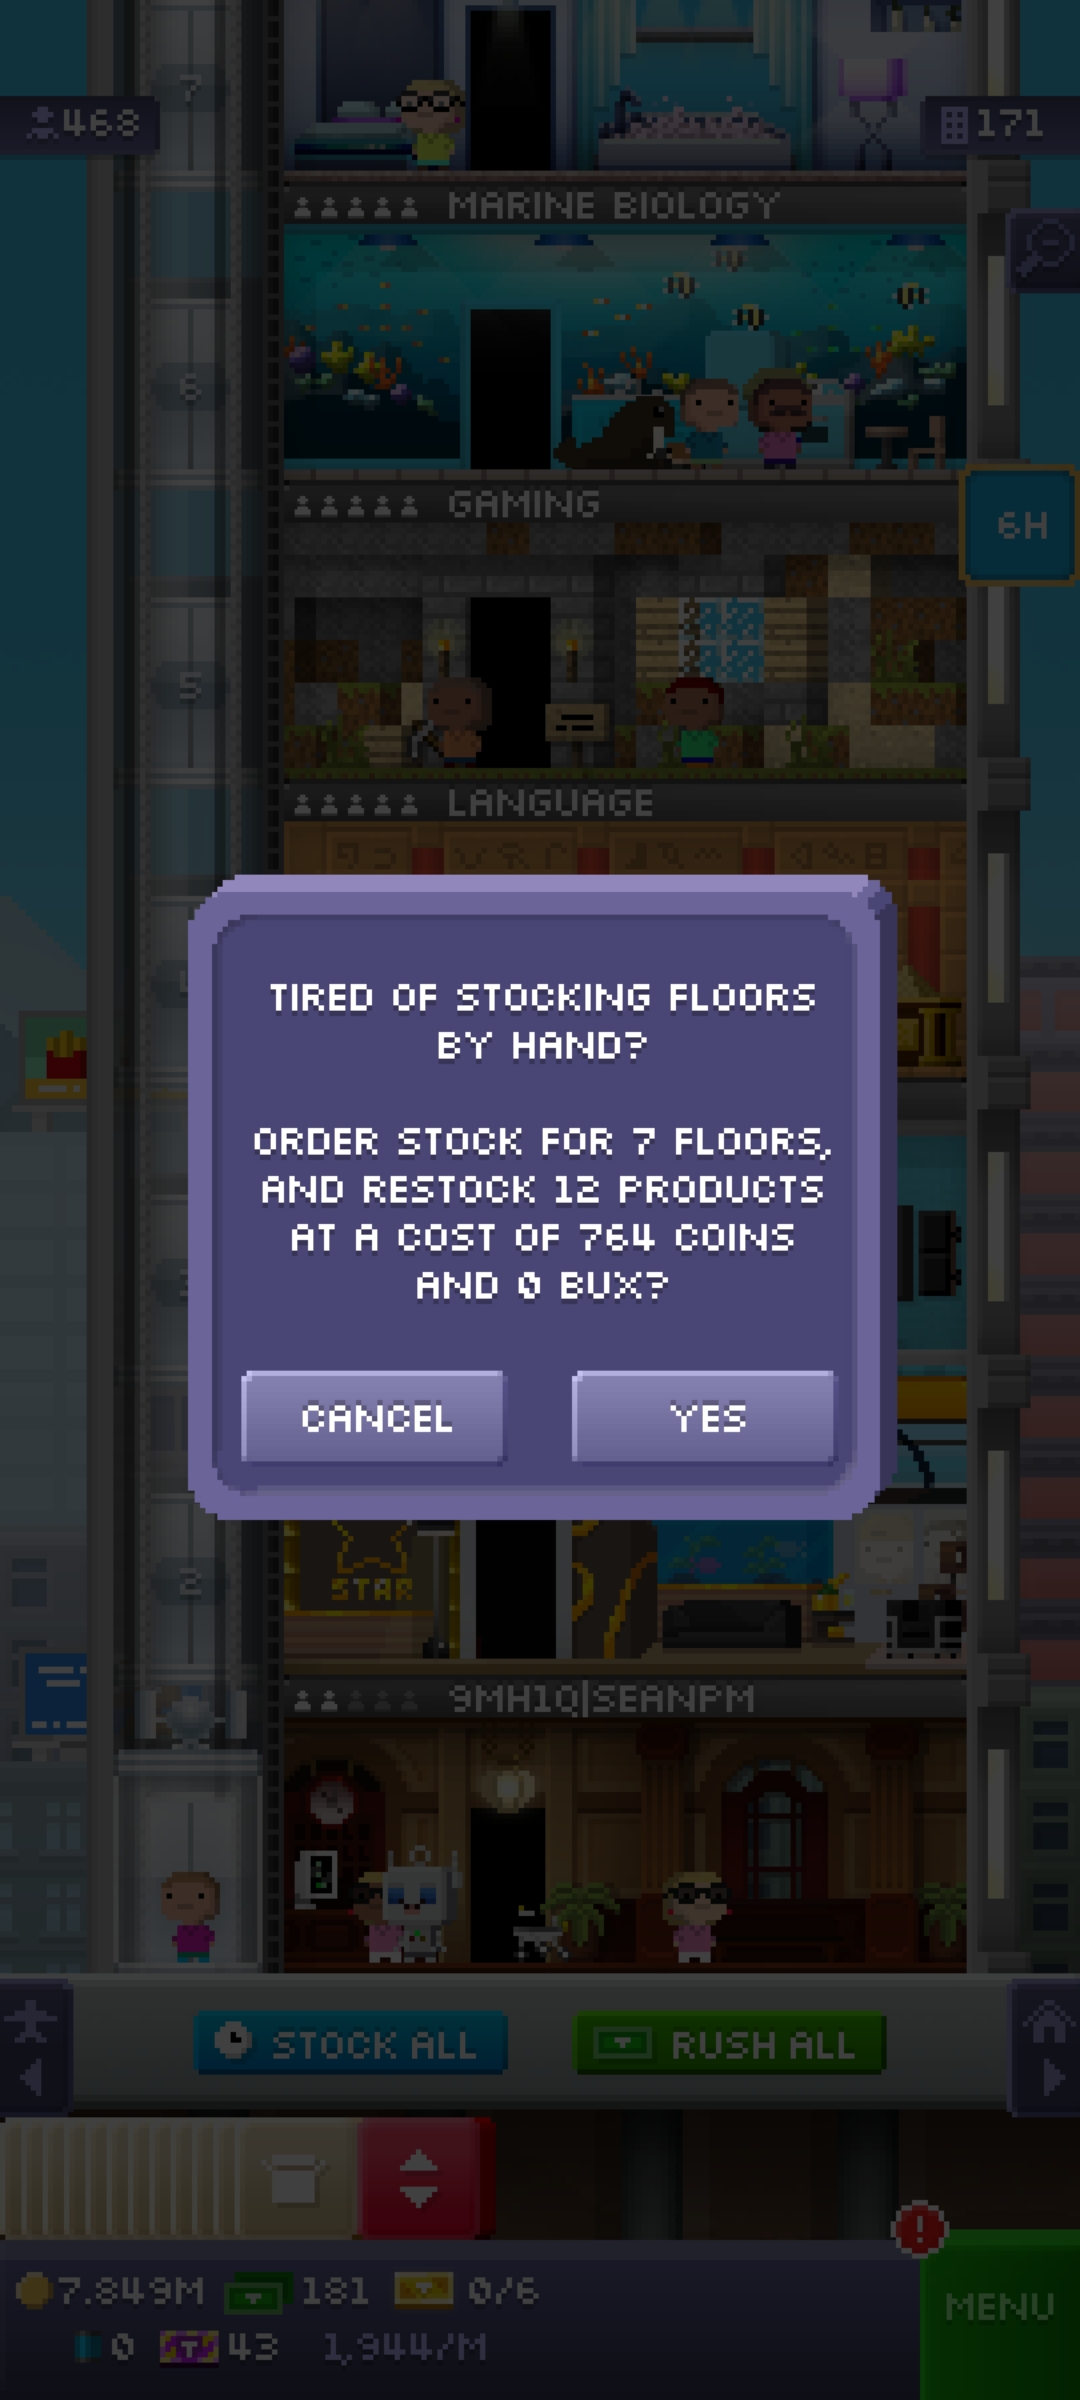 7
468
171
MARINE BIOLOGY
6
GAMING
6H
5
LANGUAGE
TIRED OF STOCKING FLOORS
BY HAND?
ORDER STOCK FOR 7 FLOORS,
AND RESTOCK 12 PRODUCTS
AT A COST OF 764 COINS
AND 0 BUX?
CANCEL
YES
STAR
2
9MH1Q|SEANPM
STOCK ALL
RUSH ALL
7.849M
181
0/6
MENU
0
43
1,944/M